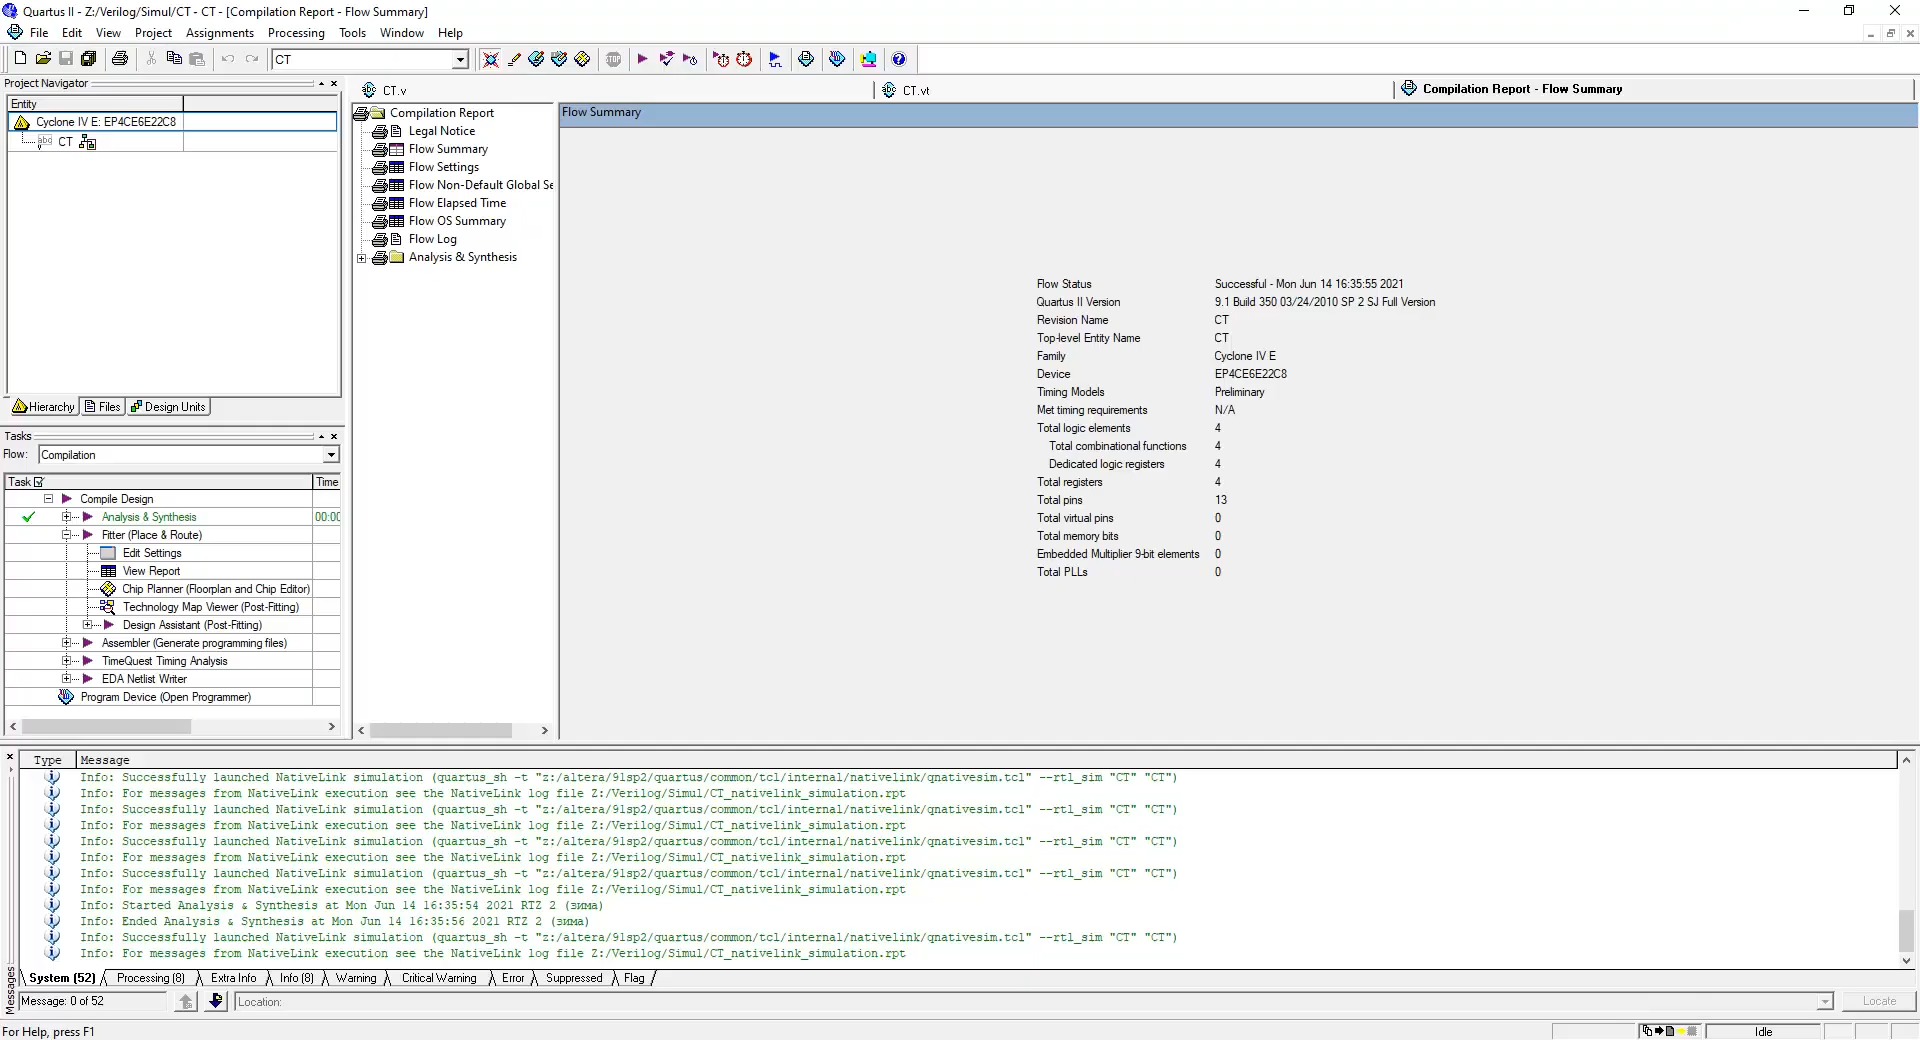 Quartus II - Z:/Verilog/Simul/CT - CT - [Compilation Report - Flow Summary]
File Edit View Project Assignments Processing Tools Window Help
CT
STOP
Project Navigator
Entity
Cyclone IV E: EP4CE6E22C8
abc CT
Hierarchy Files Design Units
Tasks
Flow: Compilation
Task Time
Compile Design
Analysis & Synthesis 00:00
Fitter (Place & Route)
Edit Settings
View Report
Chip Planner (Floorplan and Chip Editor)
Technology Map Viewer (Post-Fitting)
Design Assistant (Post-Fitting)
Assembler (Generate programming files)
TimeQuest Timing Analysis
EDA Netlist Writer
Program Device (Open Programmer)
abc CT.v
abc CT.vt
Compilation Report - Flow Summary
Compilation Report
Legal Notice
Flow Summary
Flow Settings
Flow Non-Default Global Se
Flow Elapsed Time
Flow OS Summary
Flow Log
Analysis & Synthesis
Flow Summary
Flow Status Successful - Mon Jun 14 16:35:55 2021
Quartus II Version 9.1 Build 350 03/24/2010 SP 2 SJ Full Version
Revision Name CT
Top-level Entity Name CT
Family Cyclone IV E
Device EP4CE6E22C8
Timing Models Preliminary
Met timing requirements N/A
Total logic elements 4
Total combinational functions 4
Dedicated logic registers 4
Total registers 4
Total pins 13
Total virtual pins 0
Total memory bits 0
Embedded Multiplier 9-bit elements 0
Total PLLs 0
Type Message
Info: Successfully launched NativeLink simulation (quartus_sh -t "z:/altera/91sp2/quartus/common/tcl/internal/nativelink/qnativesim.tcl" --rtl_sim "CT" "CT")
Info: For messages from NativeLink execution see the NativeLink log file Z:/Verilog/Simul/CT_nativelink_simulation.rpt
Info: Successfully launched NativeLink simulation (quartus_sh -t "z:/altera/91sp2/quartus/common/tcl/internal/nativelink/qnativesim.tcl" --rtl_sim "CT" "CT")
Info: For messages from NativeLink execution see the NativeLink log file Z:/Verilog/Simul/CT_nativelink_simulation.rpt
Info: Successfully launched NativeLink simulation (quartus_sh -t "z:/altera/91sp2/quartus/common/tcl/internal/nativelink/qnativesim.tcl" --rtl_sim "CT" "CT")
Info: For messages from NativeLink execution see the NativeLink log file Z:/Verilog/Simul/CT_nativelink_simulation.rpt
Info: Successfully launched NativeLink simulation (quartus_sh -t "z:/altera/91sp2/quartus/common/tcl/internal/nativelink/qnativesim.tcl" --rtl_sim "CT" "CT")
Info: For messages from NativeLink execution see the NativeLink log file Z:/Verilog/Simul/CT_nativelink_simulation.rpt
Info: Started Analysis & Synthesis at Mon Jun 14 16:35:54 2021 RTZ 2 (зима)
Info: Ended Analysis & Synthesis at Mon Jun 14 16:35:56 2021 RTZ 2 (зима)
Info: Successfully launched NativeLink simulation (quartus_sh -t "z:/altera/91sp2/quartus/common/tcl/internal/nativelink/qnativesim.tcl" --rtl_sim "CT" "CT")
Info: For messages from NativeLink execution see the NativeLink log file Z:/Verilog/Simul/CT_nativelink_simulation.rpt
System (52) Processing (8) Extra Info Info (8) Warning Critical Warning Error Suppressed Flag
Messages
Message: 0 of 52
Location:
Locate
For Help, press F1
Idle